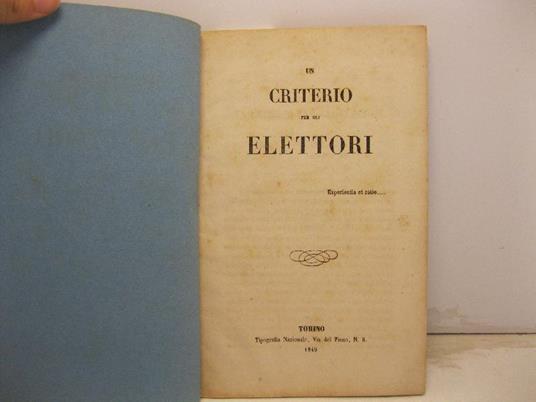 UN
CRITERIO
PER GLI
ELETTORI
Experientia et ratio....
TORINO
Tipografia Nazionale, Via del Fieno, N. 8.
1849